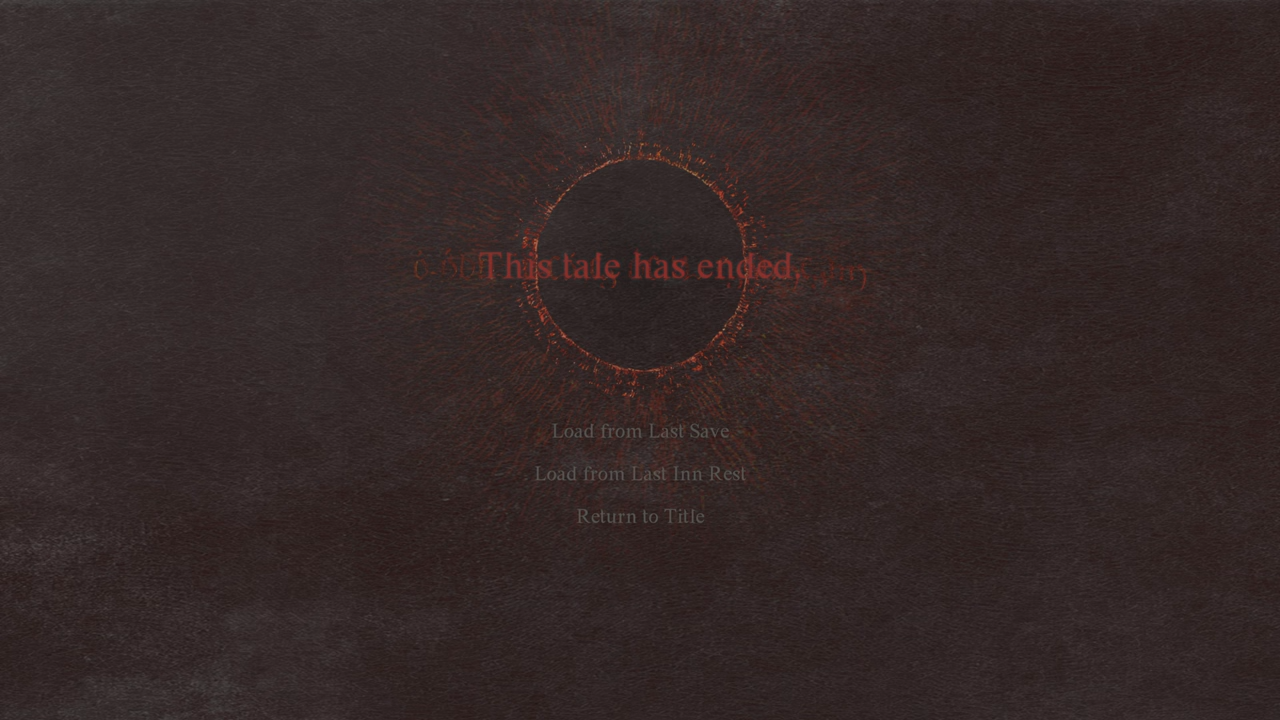 This tale has ended.
Load from Last Save
Load from Last Inn Rest
Return to Title